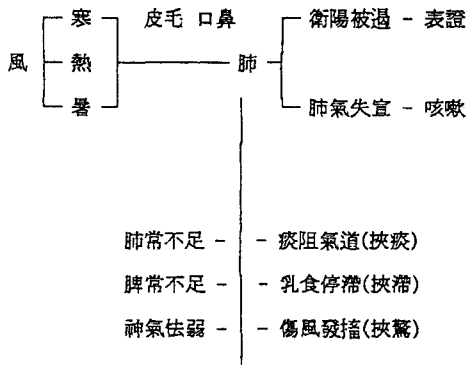 寒 皮毛 口鼻 衛陽被遏 - 表證
風 熱 肺
暑 肺氣失宣 - 咳嗽
肺常不足 - - 痰阻氣道(挾痰)
脾常不足 - - 乳食停滯(挾滯)
神氣怯弱 - - 傷風發搐(挾驚)